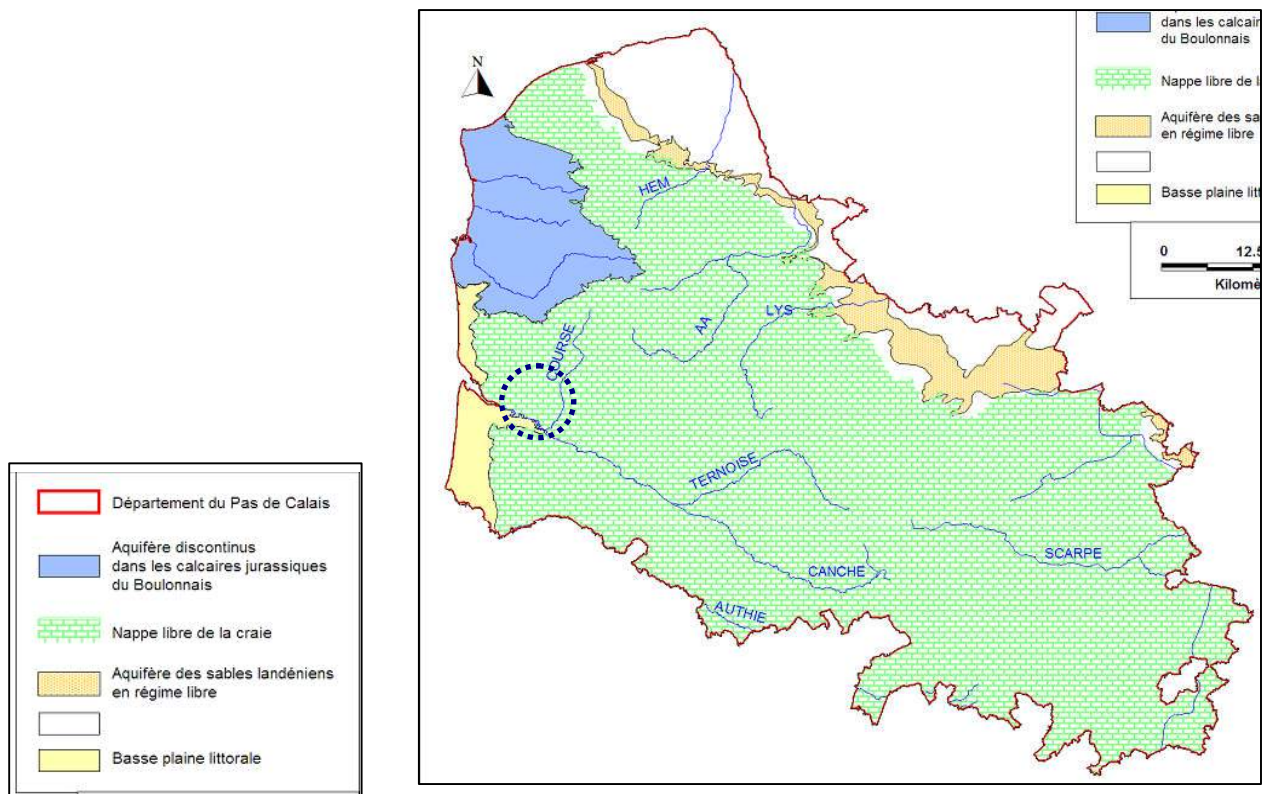 Département du Pas de Calais
Aquifère discontinus
dans les calcaires jurassiques
du Boulonnais
Nappe libre de la craie
Aquifère des sables landéniens
en régime libre
Basse plaine littorale
N
HEM
AA
LYS
COURSE
TERNOISE
CANCHE
AUTHIE
SCARPE
dans les calcair
du Boulonnais
Nappe libre de l
Aquifère des sa
en régime libre
Basse plaine litt
0 12.5
Kilomè